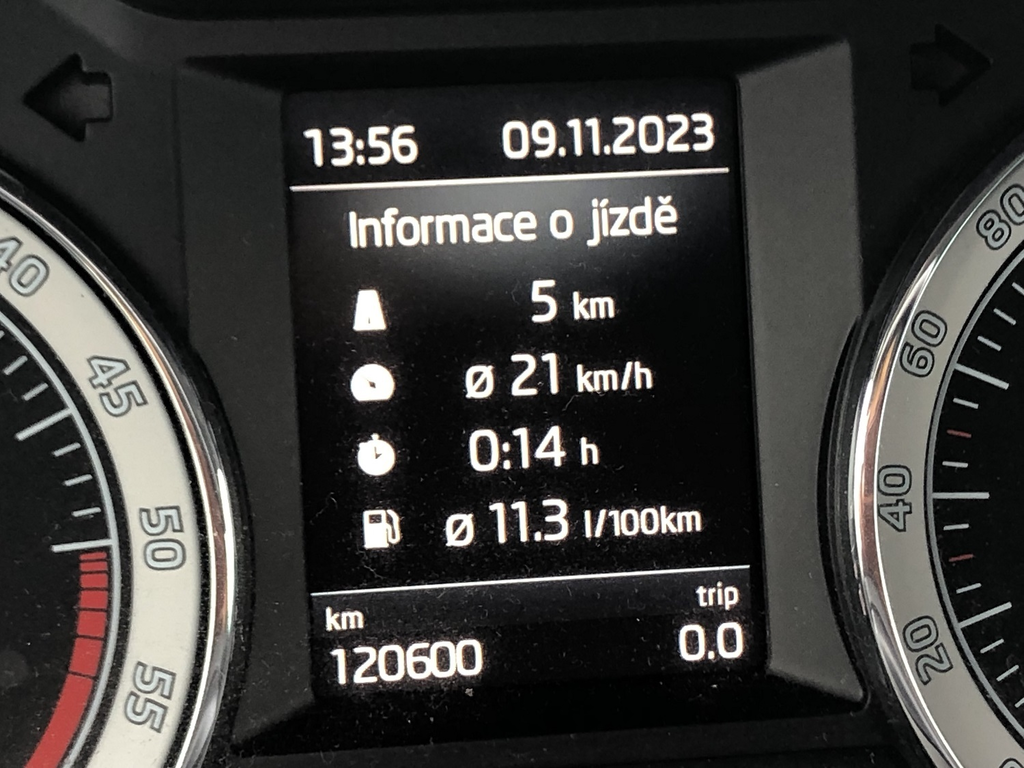 13:56 09.11.2023
Informace o jízdě
5 km
ø 21 km/h
0:14 h
ø 11.3 l/100km
km trip
120600 0.0
40
45
50
55
80
60
40
20